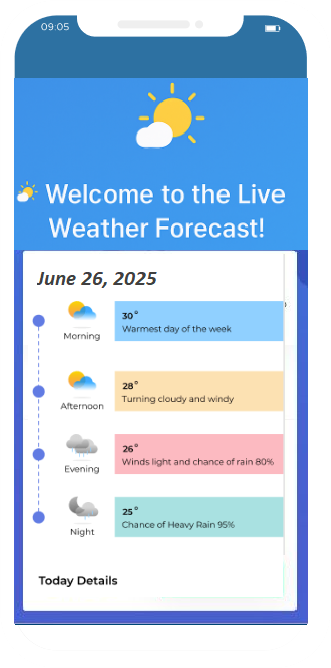 09:05
Welcome to the Live
Weather Forecast!
June 26, 2025
Morning
30°
Warmest day of the week
Afternoon
28°
Turning cloudy and windy
Evening
26°
Winds light and chance of rain 80%
Night
25°
Chance of Heavy Rain 95%
Today Details